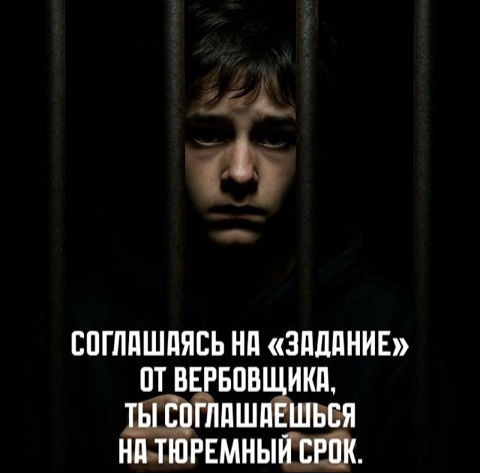 СОГЛАШАЯСЬ НА «ЗАДАНИЕ»
ОТ ВЕРБОВЩИКА,
ТЫ СОГЛАШАЕШЬСЯ
НА ТЮРЕМНЫЙ СРОК.